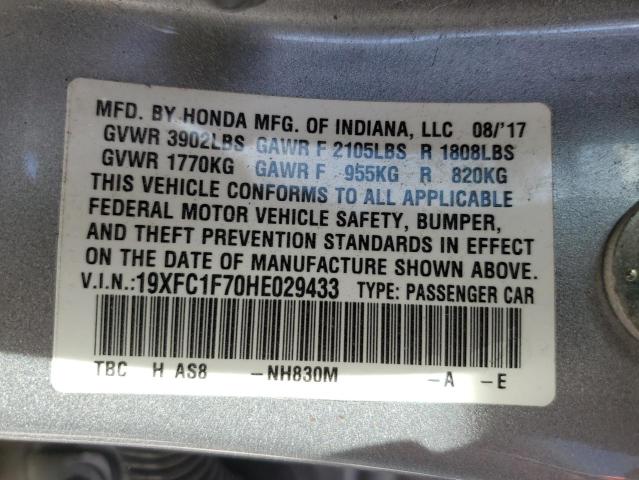 MFD. BY HONDA MFG. OF INDIANA, LLC 08/'17
GVWR 3902LBS GAWR F 2105LBS R 1808LBS
GVWR 1770KG GAWR F 955KG R 820KG
THIS VEHICLE CONFORMS TO ALL APPLICABLE
FEDERAL MOTOR VEHICLE SAFETY, BUMPER,
AND THEFT PREVENTION STANDARDS IN EFFECT
ON THE DATE OF MANUFACTURE SHOWN ABOVE.
V.I.N.:19XFC1F70HE029433 TYPE: PASSENGER CAR
TBC H AS8 -NH830M -A -E